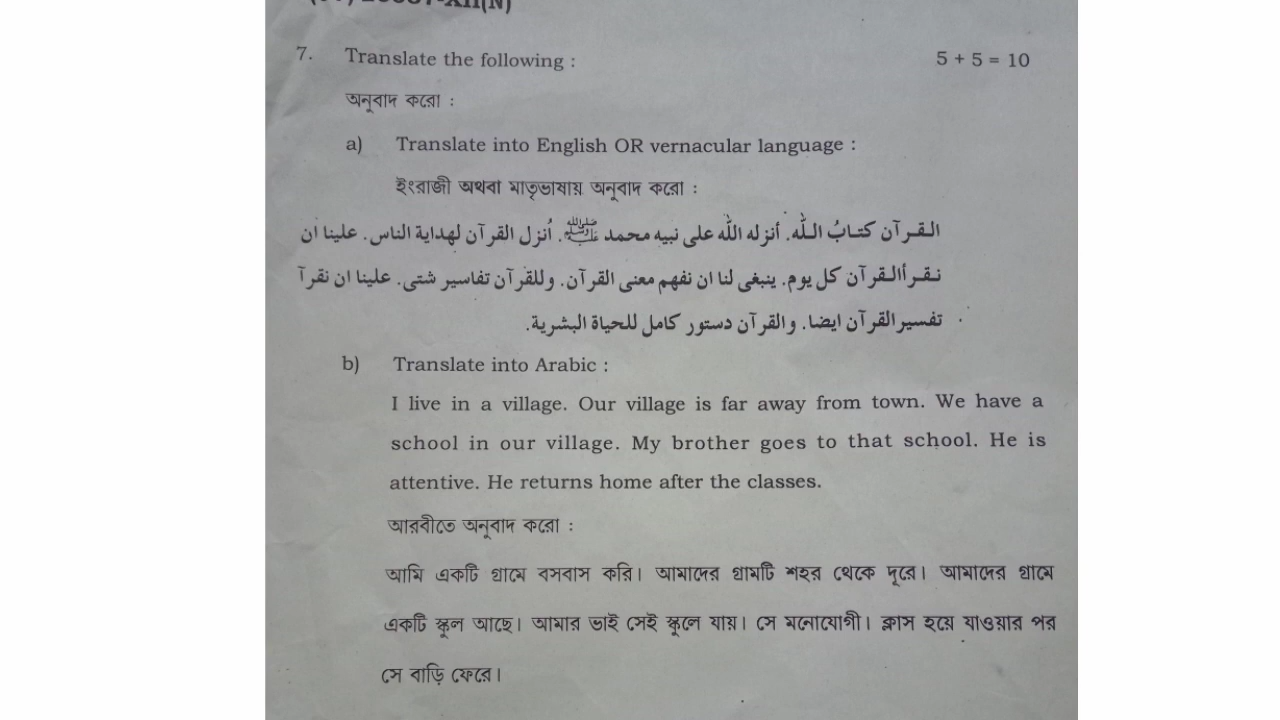 7. Translate the following : 5 + 5 = 10
অনুবাদ করো :
a) Translate into English OR vernacular language :
ইংরাজী অথবা মাতৃভাষায় অনুবাদ করো :
القرآن كتابُ اللّٰه. أنزله اللّٰه على نبيه محمد ﷺ. اُنزل القرآن لهداية الناس. علينا ان
نقرأالقرآن كل يوم. ينبغى لنا ان نفهم معنى القرآن. وللقرآن تفاسير شتى. علينا ان نقرآ
تفسيرالقرآن ايضا. والقرآن دستور كامل للحياة البشرية.
b) Translate into Arabic :
I live in a village. Our village is far away from town. We have a
school in our village. My brother goes to that school. He is
attentive. He returns home after the classes.
আরবীতে অনুবাদ করো :
আমি একটি গ্রামে বসবাস করি। আমাদের গ্রামটি শহর থেকে দূরে। আমাদের গ্রামে
একটি স্কুল আছে। আমার ভাই সেই স্কুলে যায়। সে মনোযোগী। ক্লাস হয়ে যাওয়ার পর
সে বাড়ি ফেরে।